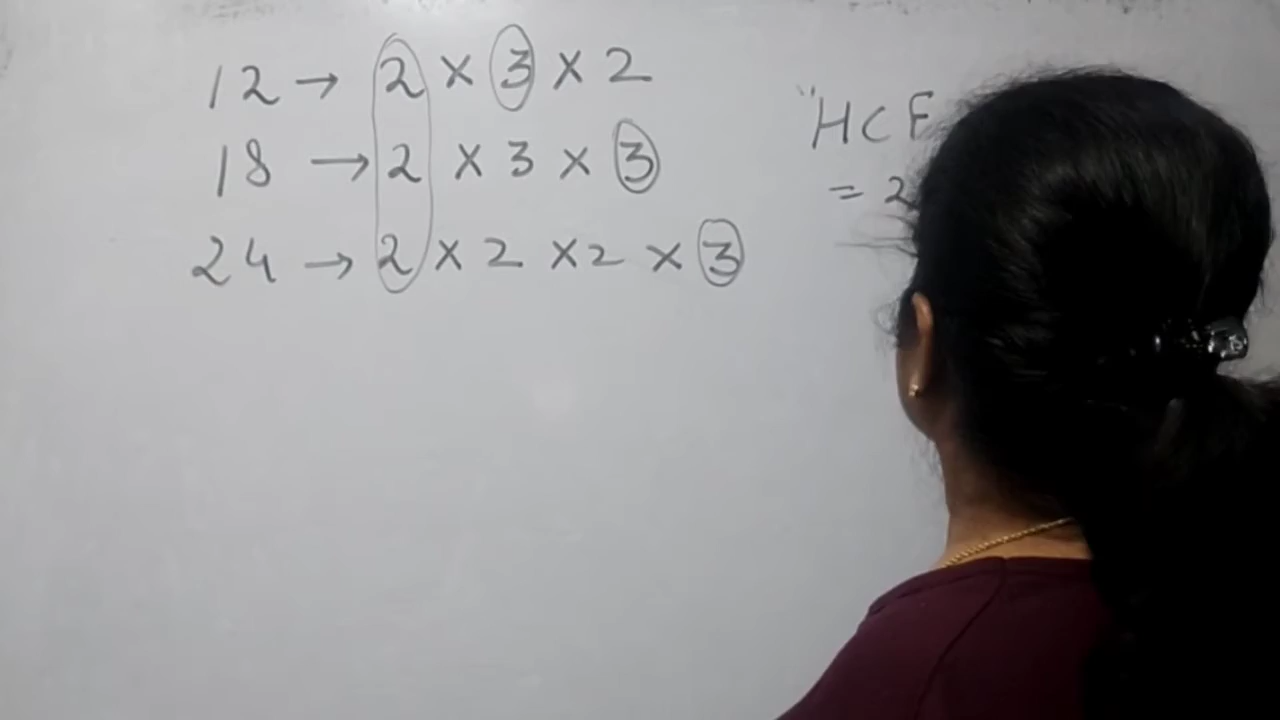 12 → 2 × 3 × 2
18 → 2 × 3 × 3
24 → 2 × 2 × 2 × 3
"HCF
= 2